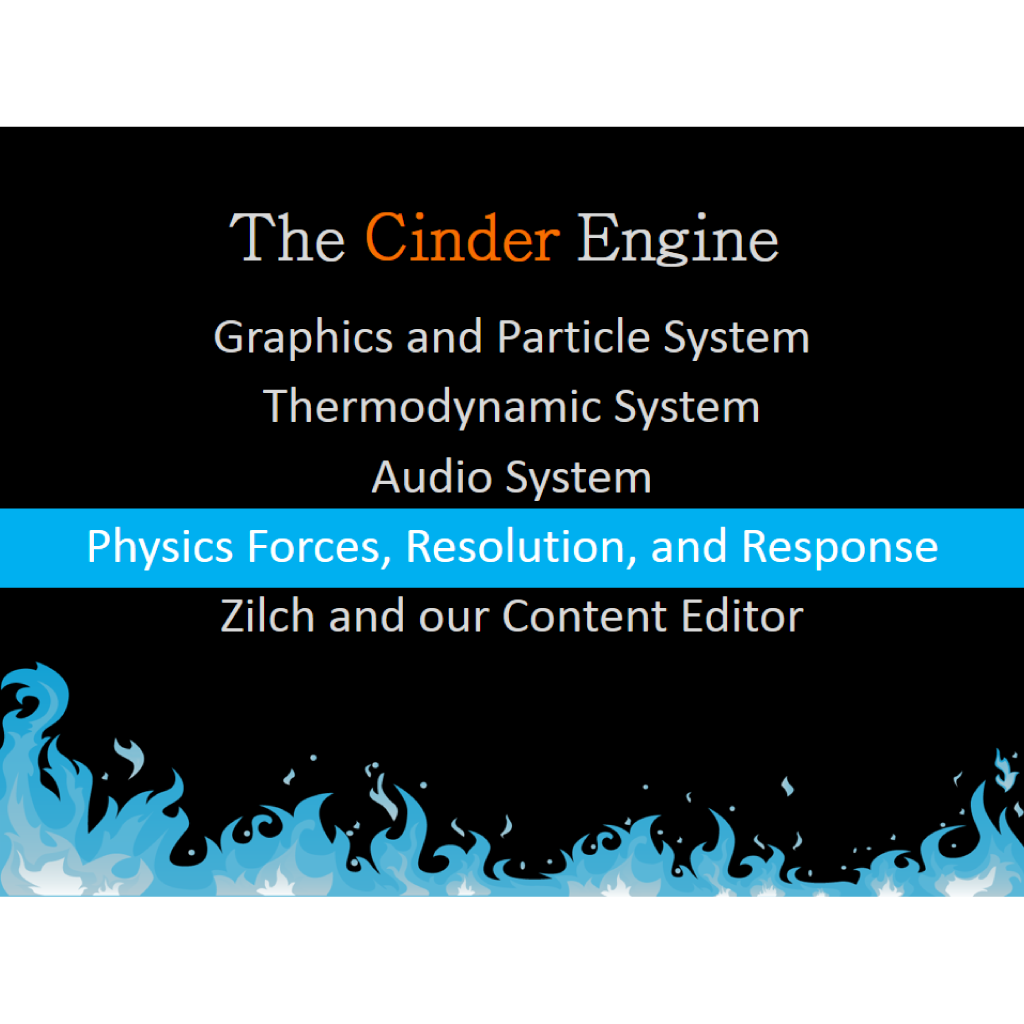 The Cinder Engine
Graphics and Particle System
Thermodynamic System
Audio System
Physics Forces, Resolution, and Response
Zilch and our Content Editor